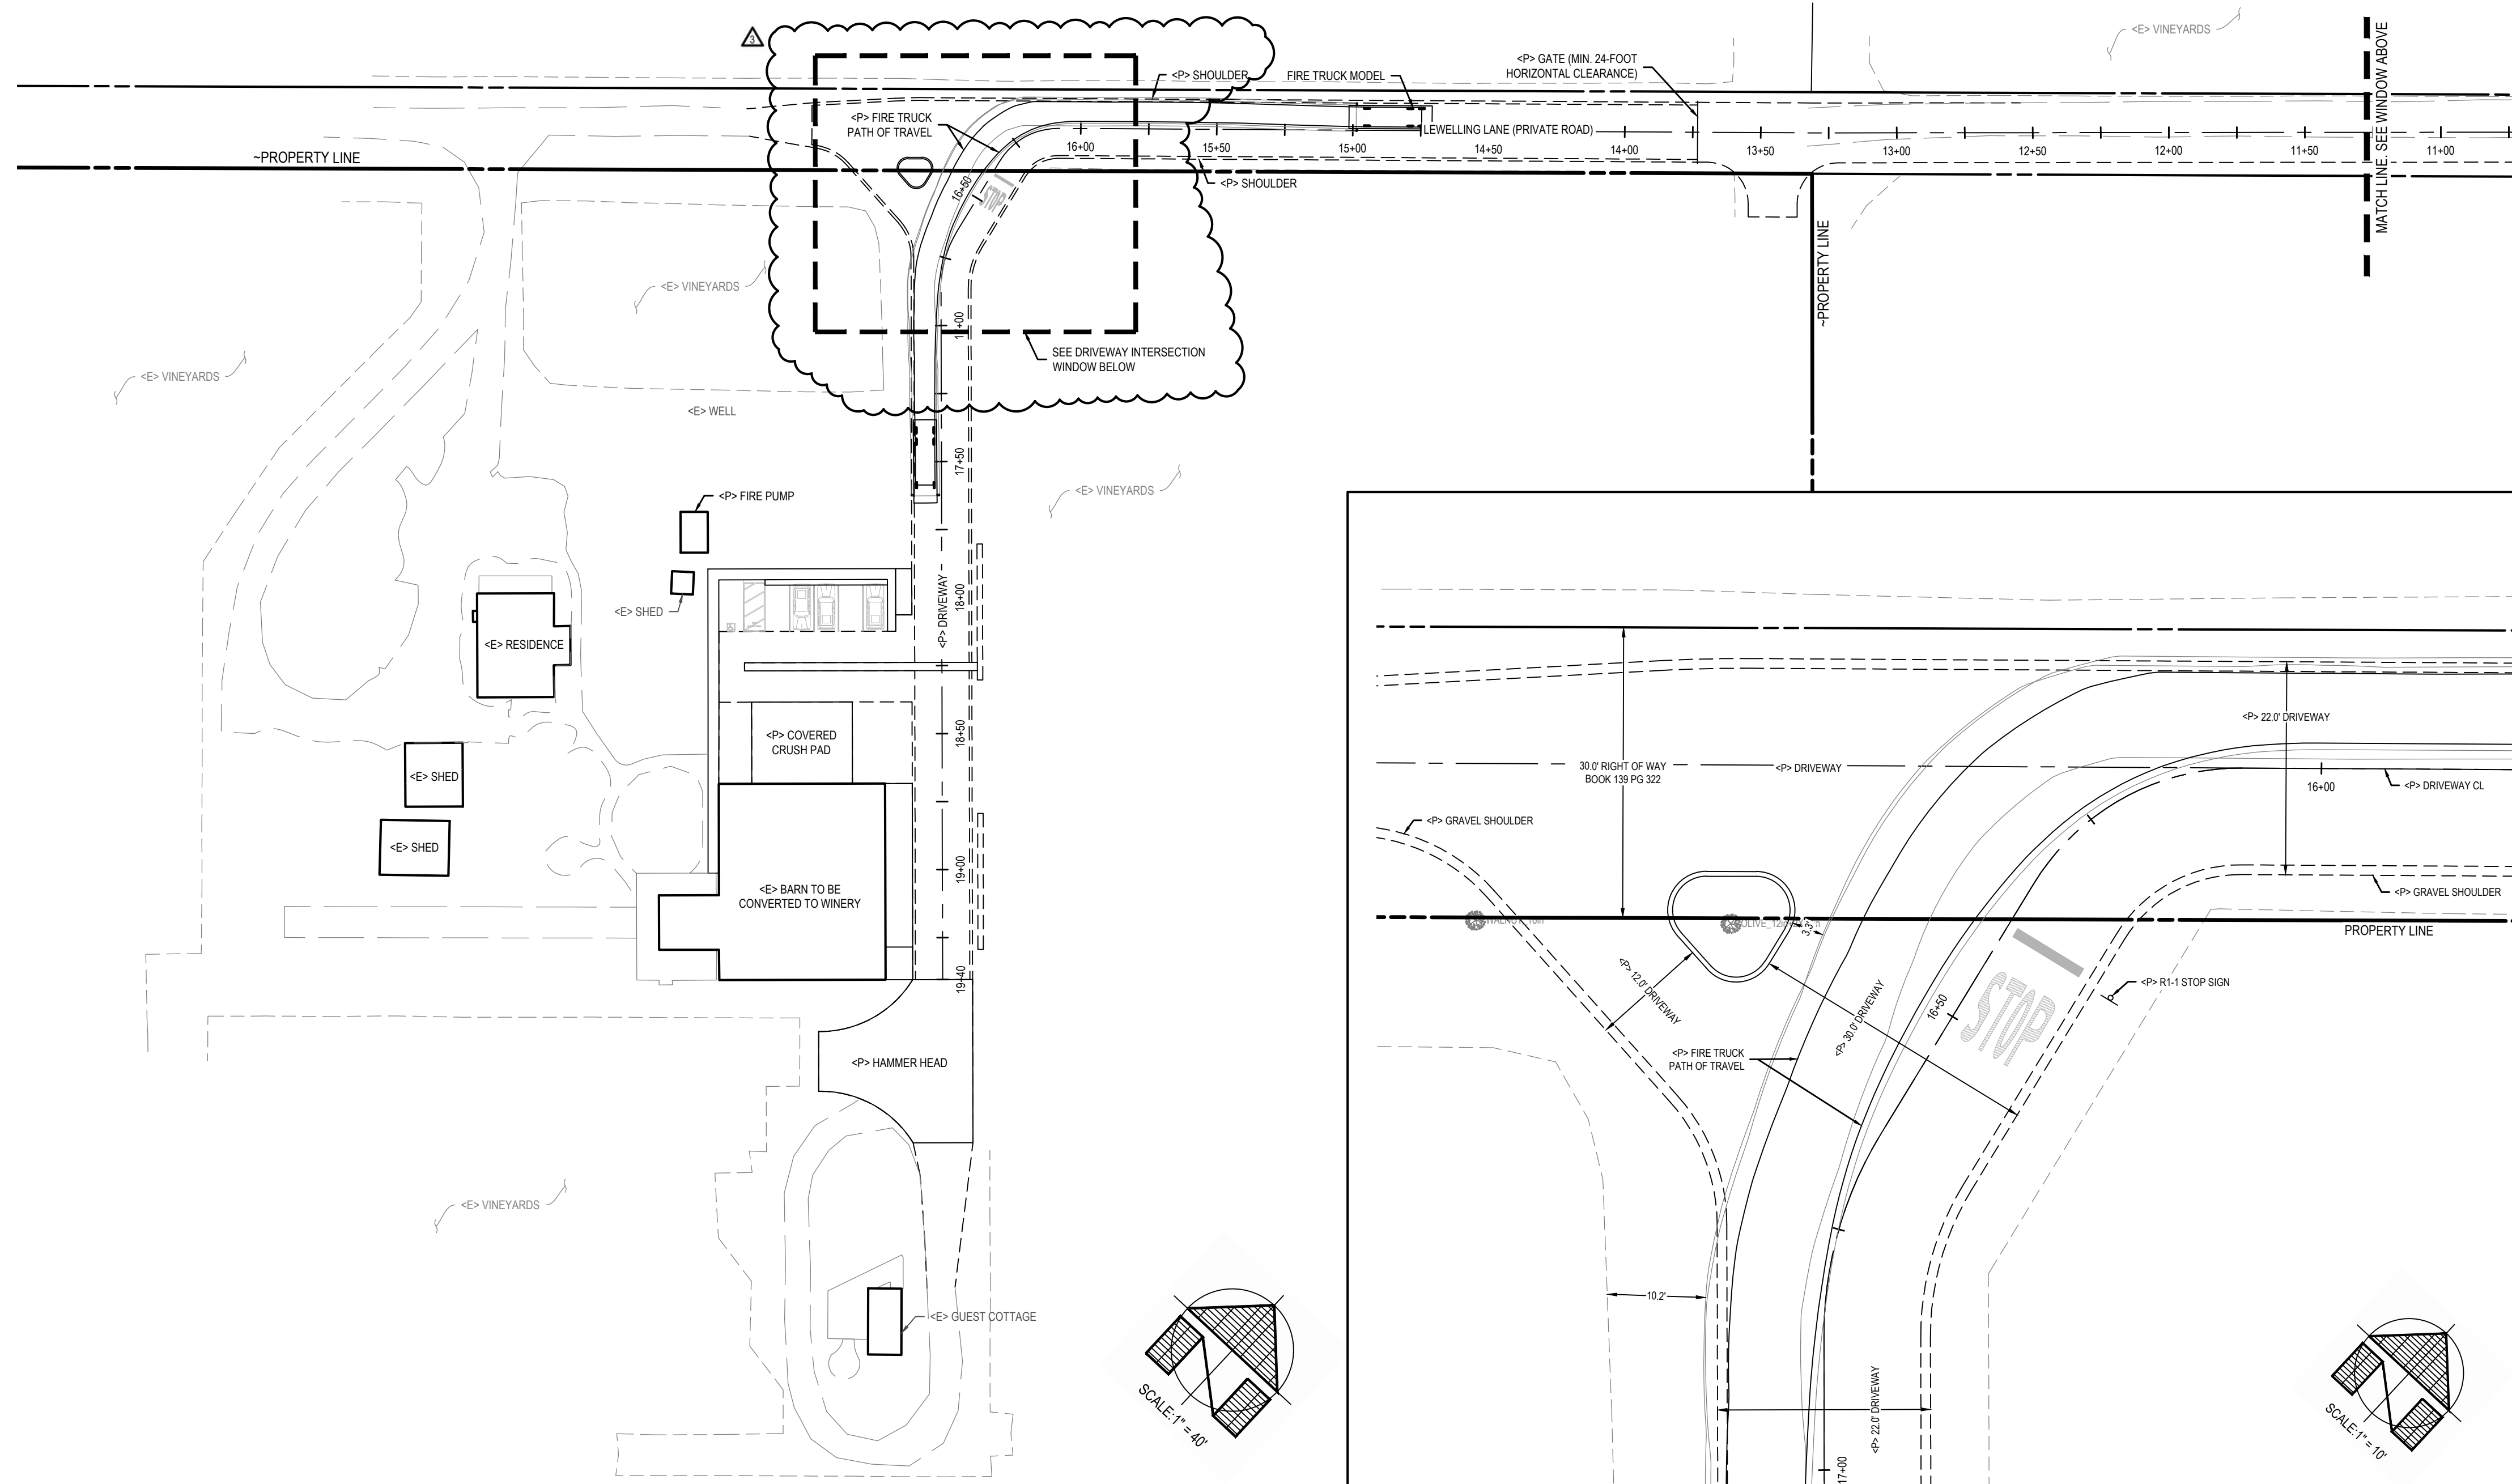 3
<E> VINEYARDS
MATCH LINE. SEE WINDOW ABOVE
<P> GATE (MIN. 24-FOOT
HORIZONTAL CLEARANCE)
<P> SHOULDER
FIRE TRUCK MODEL
<P> FIRE TRUCK
PATH OF TRAVEL
LEWELLING LANE (PRIVATE ROAD)
~PROPERTY LINE
16+00
15+50
15+00
14+50
14+00
13+50
13+00
12+50
12+00
11+50
11+00
<P> SHOULDER
16+50
STOP
~PROPERTY LINE
<E> VINEYARDS
17+00
SEE DRIVEWAY INTERSECTION
WINDOW BELOW
<E> VINEYARDS
<E> WELL
17+50
<E> VINEYARDS
<P> FIRE PUMP
<E> SHED
<P> DRIVEWAY
18+00
<E> RESIDENCE
<P> COVERED
CRUSH PAD
18+50
<E> SHED
<E> SHED
<E> BARN TO BE
CONVERTED TO WINERY
19+00
19+40
<P> HAMMER HEAD
<E> VINEYARDS
<E> GUEST COTTAGE
SCALE: 1" = 40'
<P> 22.0' DRIVEWAY
30.0' RIGHT OF WAY
BOOK 139 PG 322
<P> DRIVEWAY
16+00
<P> DRIVEWAY CL
<P> GRAVEL SHOULDER
<P> GRAVEL SHOULDER
WALNUT_16in
3.3'
PROPERTY LINE
<P> 12.0' DRIVEWAY
<P> 30.0' DRIVEWAY
16+50
STOP
<P> R1-1 STOP SIGN
<P> FIRE TRUCK
PATH OF TRAVEL
10.2'
<P> 22.0' DRIVEWAY
17+00
SCALE: 1" = 10'